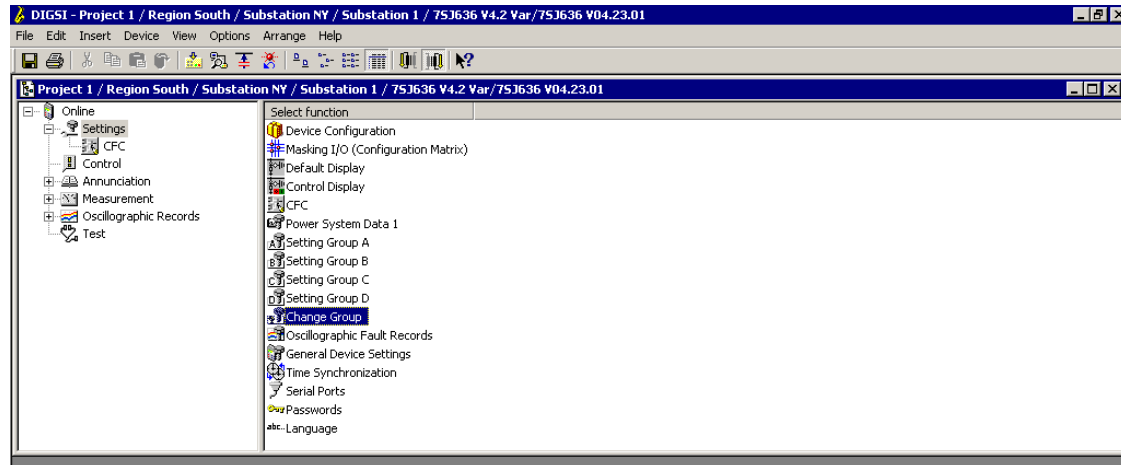 DIGSI - Project 1 / Region South / Substation NY / Substation 1 / 7SJ636 V4.2 Var/7SJ636 V04.23.01
File Edit Insert Device View Options Arrange Help
Project 1 / Region South / Substation NY / Substation 1 / 7SJ636 V4.2 Var/7SJ636 V04.23.01
Online
Settings
CFC
Control
Annunciation
Measurement
Oscillographic Records
Test
Select function
Device Configuration
Masking I/O (Configuration Matrix)
Default Display
Control Display
CFC
Power System Data 1
Setting Group A
Setting Group B
Setting Group C
Setting Group D
Change Group
Oscillographic Fault Records
General Device Settings
Time Synchronization
Serial Ports
Passwords
abc.. Language